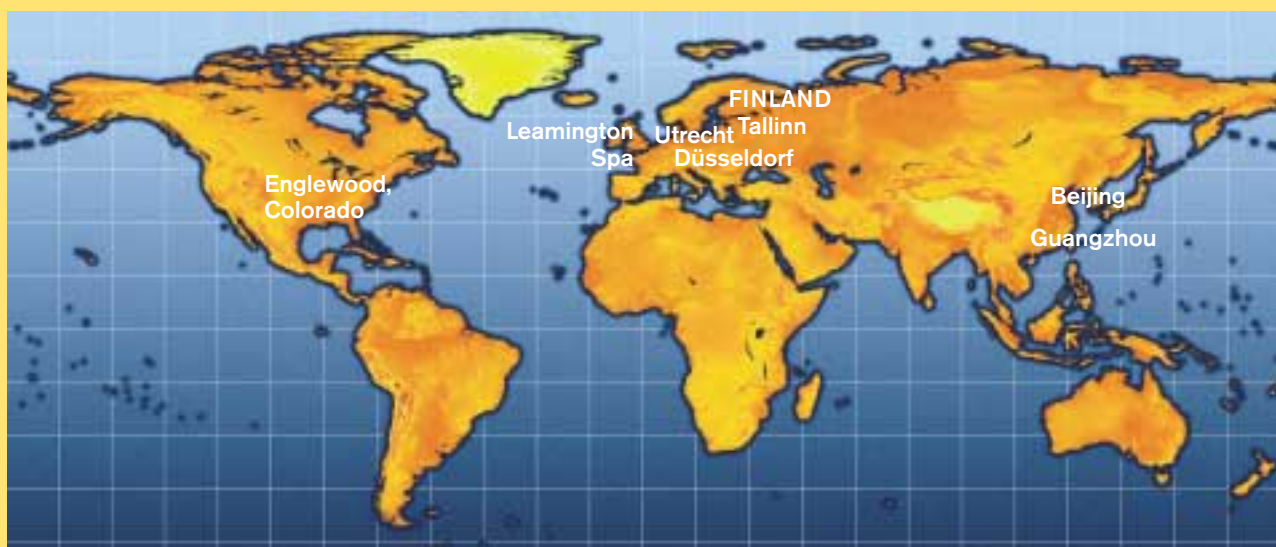 FINLAND
Leamington
Spa
Utrecht
Tallinn
Düsseldorf
Englewood,
Colorado
Beijing
Guangzhou